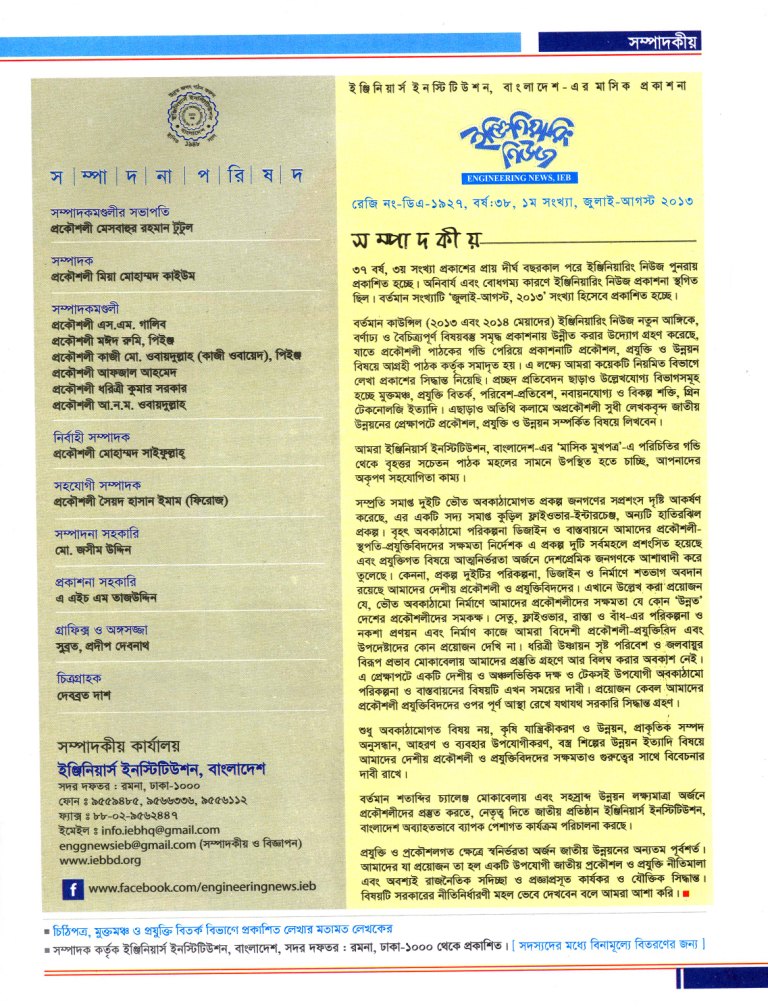 সম্পাদকীয়
১৯৪৮
স | ম্পা | দ | না | প | রি | ষ | দ
সম্পাদকমণ্ডলীর সভাপতি
প্রকৌশলী মেসবাহুর রহমান টুটুল
সম্পাদক
প্রকৌশলী মিয়া মোহাম্মদ কাইউম
সম্পাদকমণ্ডলী
প্রকৌশলী এস.এম. গালিব
প্রকৌশলী মঈদ রুমি, পিইঞ্জ
প্রকৌশলী কাজী মো. ওবায়দুল্লাহ (কাজী ওবায়েদ), পিইঞ্জ
প্রকৌশলী আফজাল আহমেদ
প্রকৌশলী ধরিত্রী কুমার সরকার
প্রকৌশলী আ.ন.ম. ওবায়দুল্লাহ
নির্বাহী সম্পাদক
প্রকৌশলী মোহাম্মদ সাইফুল্লাহ্
সহযোগী সম্পাদক
প্রকৌশলী সৈয়দ হাসান ইমাম (ফিরোজ)
সম্পাদনা সহকারি
মো. জসীম উদ্দিন
প্রকাশনা সহকারি
এ এইচ এম তাজউদ্দিন
গ্রাফিক্স ও অঙ্গসজ্জা
সুব্রত, প্রদীপ দেবনাথ
চিত্রগ্রাহক
দেবব্রত দাশ
সম্পাদকীয় কার্যালয়
ইঞ্জিনিয়ার্স ইনস্টিটিউশন, বাংলাদেশ
সদর দফতর : রমনা, ঢাকা-১০০০
ফোন : ৯৫৫৯৪৮৫, ৯৫৬৬৩৩৬, ৯৫৫৬১১২
ফ্যাক্স : ৮৮-০২-৯৫৬২৪৪৭
ইমেইল : info.iebhq@gmail.com
enggnewsieb@gmail.com (সম্পাদকীয় ও বিজ্ঞাপন)
www.iebbd.org
f www.facebook.com/engineeringnews.ieb
ইঞ্জিনিয়ার্স ইনস্টিটিউশন, বাংলাদেশ-এর মাসিক প্রকাশনা
ইঞ্জিনিয়ারিং
নিউজ
ENGINEERING NEWS, IEB
রেজি নং-ডিএ-১৯২৭, বর্ষ:৩৮, ১ম সংখ্যা, জুলাই-আগস্ট ২০১৩
সম্পাদকীয়
৩৭ বর্ষ, ৩য় সংখ্যা প্রকাশের প্রায় দীর্ঘ বছরকাল পরে ইঞ্জিনিয়ারিং নিউজ পুনরায়
প্রকাশিত হচ্ছে। অনিবার্য এবং বোধগম্য কারণে ইঞ্জিনিয়ারিং নিউজ প্রকাশনা স্থগিত
ছিল। বর্তমান সংখ্যাটি ‘জুলাই-আগস্ট, ২০১৩’ সংখ্যা হিসেবে প্রকাশিত হচ্ছে।
বর্তমান কাউন্সিল (২০১৩ এবং ২০১৪ মেয়াদের) ইঞ্জিনিয়ারিং নিউজ নতুন আঙ্গিকে,
বর্ণাঢ্য ও বৈচিত্র্যপূর্ণ বিষয়বস্তু সমৃদ্ধ প্রকাশনায় উন্নীত করার উদ্যোগ গ্রহণ করেছে,
যাতে প্রকৌশলী পাঠকের গন্ডি পেরিয়ে প্রকাশনাটি প্রকৌশল, প্রযুক্তি ও উন্নয়ন
বিষয়ে আগ্রহী পাঠক কর্তৃক সমাদৃত হয়। এ লক্ষ্যে আমরা কয়েকটি নিয়মিত বিভাগে
লেখা প্রকাশের সিদ্ধান্ত নিয়েছি। প্রচ্ছদ প্রতিবেদন ছাড়াও উল্লেখযোগ্য বিভাগসমূহ
হচ্ছে মুক্তমঞ্চ, প্রযুক্তি বিতর্ক, পরিবেশ-প্রতিবেশ, নবায়নযোগ্য ও বিকল্প শক্তি, গ্রিন
টেকনোলজি ইত্যাদি। এছাড়াও অতিথি কলামে অপ্রকৌশলী সুধী লেখকবৃন্দ জাতীয়
উন্নয়নের প্রেক্ষাপটে প্রকৌশল, প্রযুক্তি ও উন্নয়ন সম্পর্কিত বিষয়ে লিখবেন।
আমরা ইঞ্জিনিয়ার্স ইনস্টিটিউশন, বাংলাদেশ-এর ‘মাসিক মুখপত্র’-এ পরিচিতির গন্ডি
থেকে বৃহত্তর সচেতন পাঠক মহলের সামনে উপস্থিত হতে চাচ্ছি, আপনাদের
অকৃপণ সহযোগিতা কাম্য।
সম্প্রতি সমাপ্ত দুইটি ভৌত অবকাঠামোগত প্রকল্প জনগণের সপ্রশংস দৃষ্টি আকর্ষণ
করেছে, এর একটি সদ্য সমাপ্ত কুড়িল ফ্লাইওভার-ইন্টারচেঞ্জ, অন্যটি হাতিরঝিল
প্রকল্প। বৃহৎ অবকাঠামো পরিকল্পনা ডিজাইন ও বাস্তবায়নে আমাদের প্রকৌশলী-
স্থপতি-প্রযুক্তিবিদদের সক্ষমতা নির্দেশক এ প্রকল্প দুটি সর্বমহলে প্রশংসিত হয়েছে
এবং প্রযুক্তিগত বিষয়ে আত্মনির্ভরতা অর্জনে দেশপ্রেমিক জনগণকে আশাবাদী করে
তুলেছে। কেননা, প্রকল্প দুইটির পরিকল্পনা, ডিজাইন ও নির্মাণে শতভাগ অবদান
রয়েছে আমাদের দেশীয় প্রকৌশলী ও প্রযুক্তিবিদদের। এখানে উল্লেখ করা প্রয়োজন
যে, ভৌত অবকাঠামো নির্মাণে আমাদের প্রকৌশলীদের সক্ষমতা যে কোন ‘উন্নত’
দেশের প্রকৌশলীদের সমকক্ষ। সেতু, ফ্লাইওভার, রাস্তা ও বাঁধ-এর পরিকল্পনা ও
নকশা প্রণয়ন এবং নির্মাণ কাজে আমরা বিদেশী প্রকৌশলী-প্রযুক্তিবিদ এবং
উপদেষ্টাদের কোন প্রয়োজন দেখি না। ধরিত্রী উষ্ণায়ন সৃষ্ট পরিবেশ ও জলবায়ুর
বিরূপ প্রভাব মোকাবেলায় আমাদের প্রস্তুতি গ্রহণে আর বিলম্ব করার অবকাশ নেই।
এ প্রেক্ষাপটে একটি দেশীয় ও অঞ্চলভিত্তিক দক্ষ ও টেকসই উপযোগী অবকাঠামো
পরিকল্পনা ও বাস্তবায়নের বিষয়টি এখন সময়ের দাবী। প্রয়োজন কেবল আমাদের
প্রকৌশলী প্রযুক্তিবিদদের ওপর পূর্ণ আস্থা রেখে যথাযথ সরকারি সিদ্ধান্ত গ্রহণ।
শুধু অবকাঠামোগত বিষয় নয়, কৃষি যান্ত্রিকীকরণ ও উন্নয়ন, প্রাকৃতিক সম্পদ
অনুসন্ধান, আহরণ ও ব্যবহার উপযোগীকরণ, বস্ত্র শিল্পের উন্নয়ন ইত্যাদি বিষয়ে
আমাদের দেশীয় প্রকৌশলী ও প্রযুক্তিবিদদের সক্ষমতাও গুরুত্বের সাথে বিবেচনার
দাবী রাখে।
বর্তমান শতাব্দির চ্যালেঞ্জ মোকাবেলায় এবং সহস্রাব্দ উন্নয়ন লক্ষ্যমাত্রা অর্জনে
প্রকৌশলীদের প্রস্তুত করতে, নেতৃত্ব দিতে জাতীয় প্রতিষ্ঠান ইঞ্জিনিয়ার্স ইনস্টিটিউশন,
বাংলাদেশ অব্যাহতভাবে ব্যাপক পেশাগত কার্যক্রম পরিচালনা করছে।
প্রযুক্তি ও প্রকৌশলগত ক্ষেত্রে স্বনির্ভরতা অর্জন জাতীয় উন্নয়নের অন্যতম পূর্বশর্ত।
আমাদের যা প্রয়োজন তা হল একটি উপযোগী জাতীয় প্রকৌশল ও প্রযুক্তি নীতিমালা
এবং অবশ্যই রাজনৈতিক সদিচ্ছা ও প্রজ্ঞাপ্রসূত কার্যকর ও যৌক্তিক সিদ্ধান্ত।
বিষয়টি সরকারের নীতিনির্ধারণী মহল ভেবে দেখবেন বলে আমরা আশা করি।
চিঠিপত্র, মুক্তমঞ্চ ও প্রযুক্তি বিতর্ক বিভাগে প্রকাশিত লেখার মতামত লেখকের
সম্পাদক কর্তৃক ইঞ্জিনিয়ার্স ইনস্টিটিউশন, বাংলাদেশ, সদর দফতর : রমনা, ঢাকা-১০০০ থেকে প্রকাশিত। [ সদস্যদের মধ্যে বিনামূল্যে বিতরণের জন্য ]